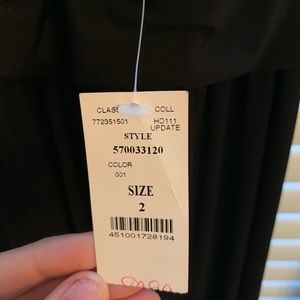 CLASS COLL
772351501 HO111
UPDATE
STYLE
570033120
COLOR
001
SIZE
2
451001728194